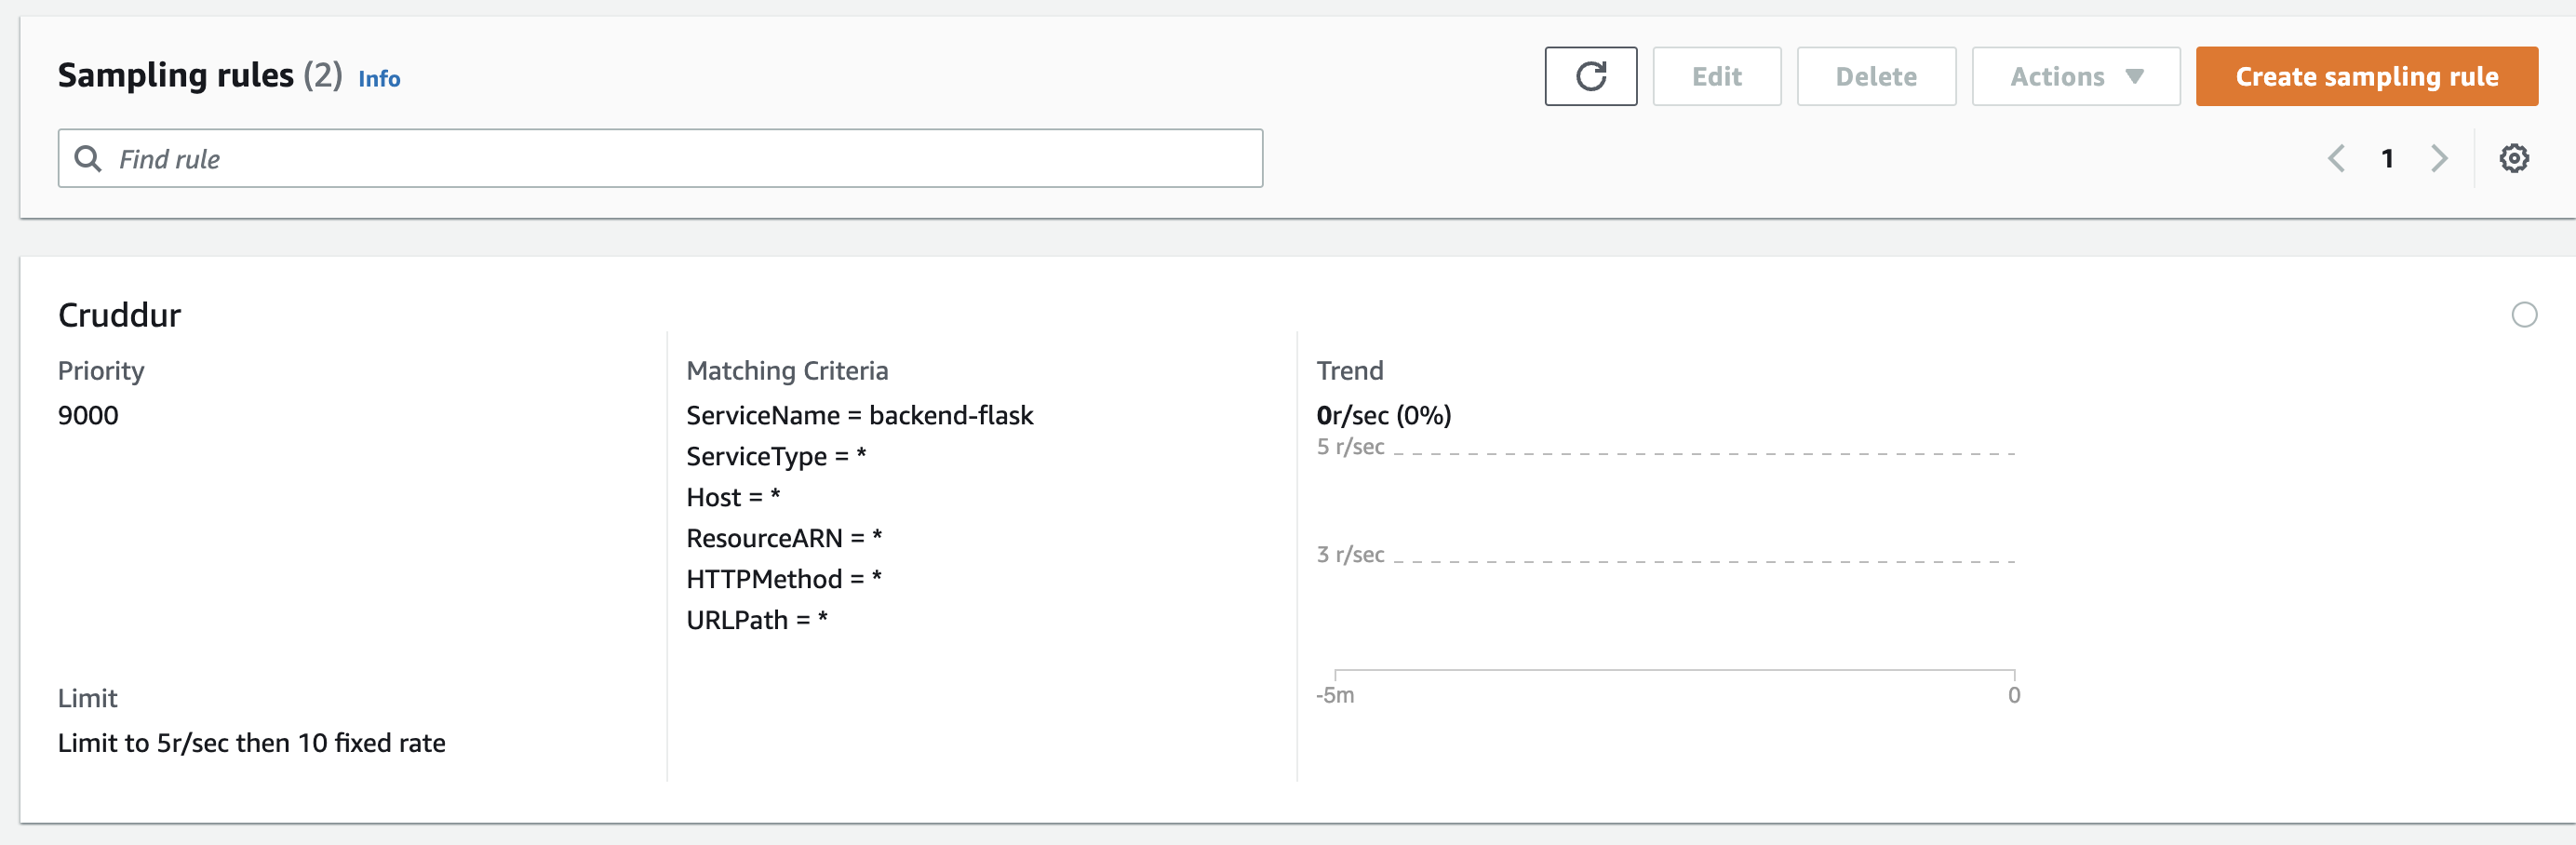 Sampling rules (2) Info
Edit
Delete
Actions
Create sampling rule
Find rule
1
Cruddur
Priority
9000
Limit
Limit to 5r/sec then 10 fixed rate
Matching Criteria
ServiceName = backend-flask
ServiceType = *
Host = *
ResourceARN = *
HTTPMethod = *
URLPath = *
Trend
0r/sec (0%)
5 r/sec
3 r/sec
-5m
0